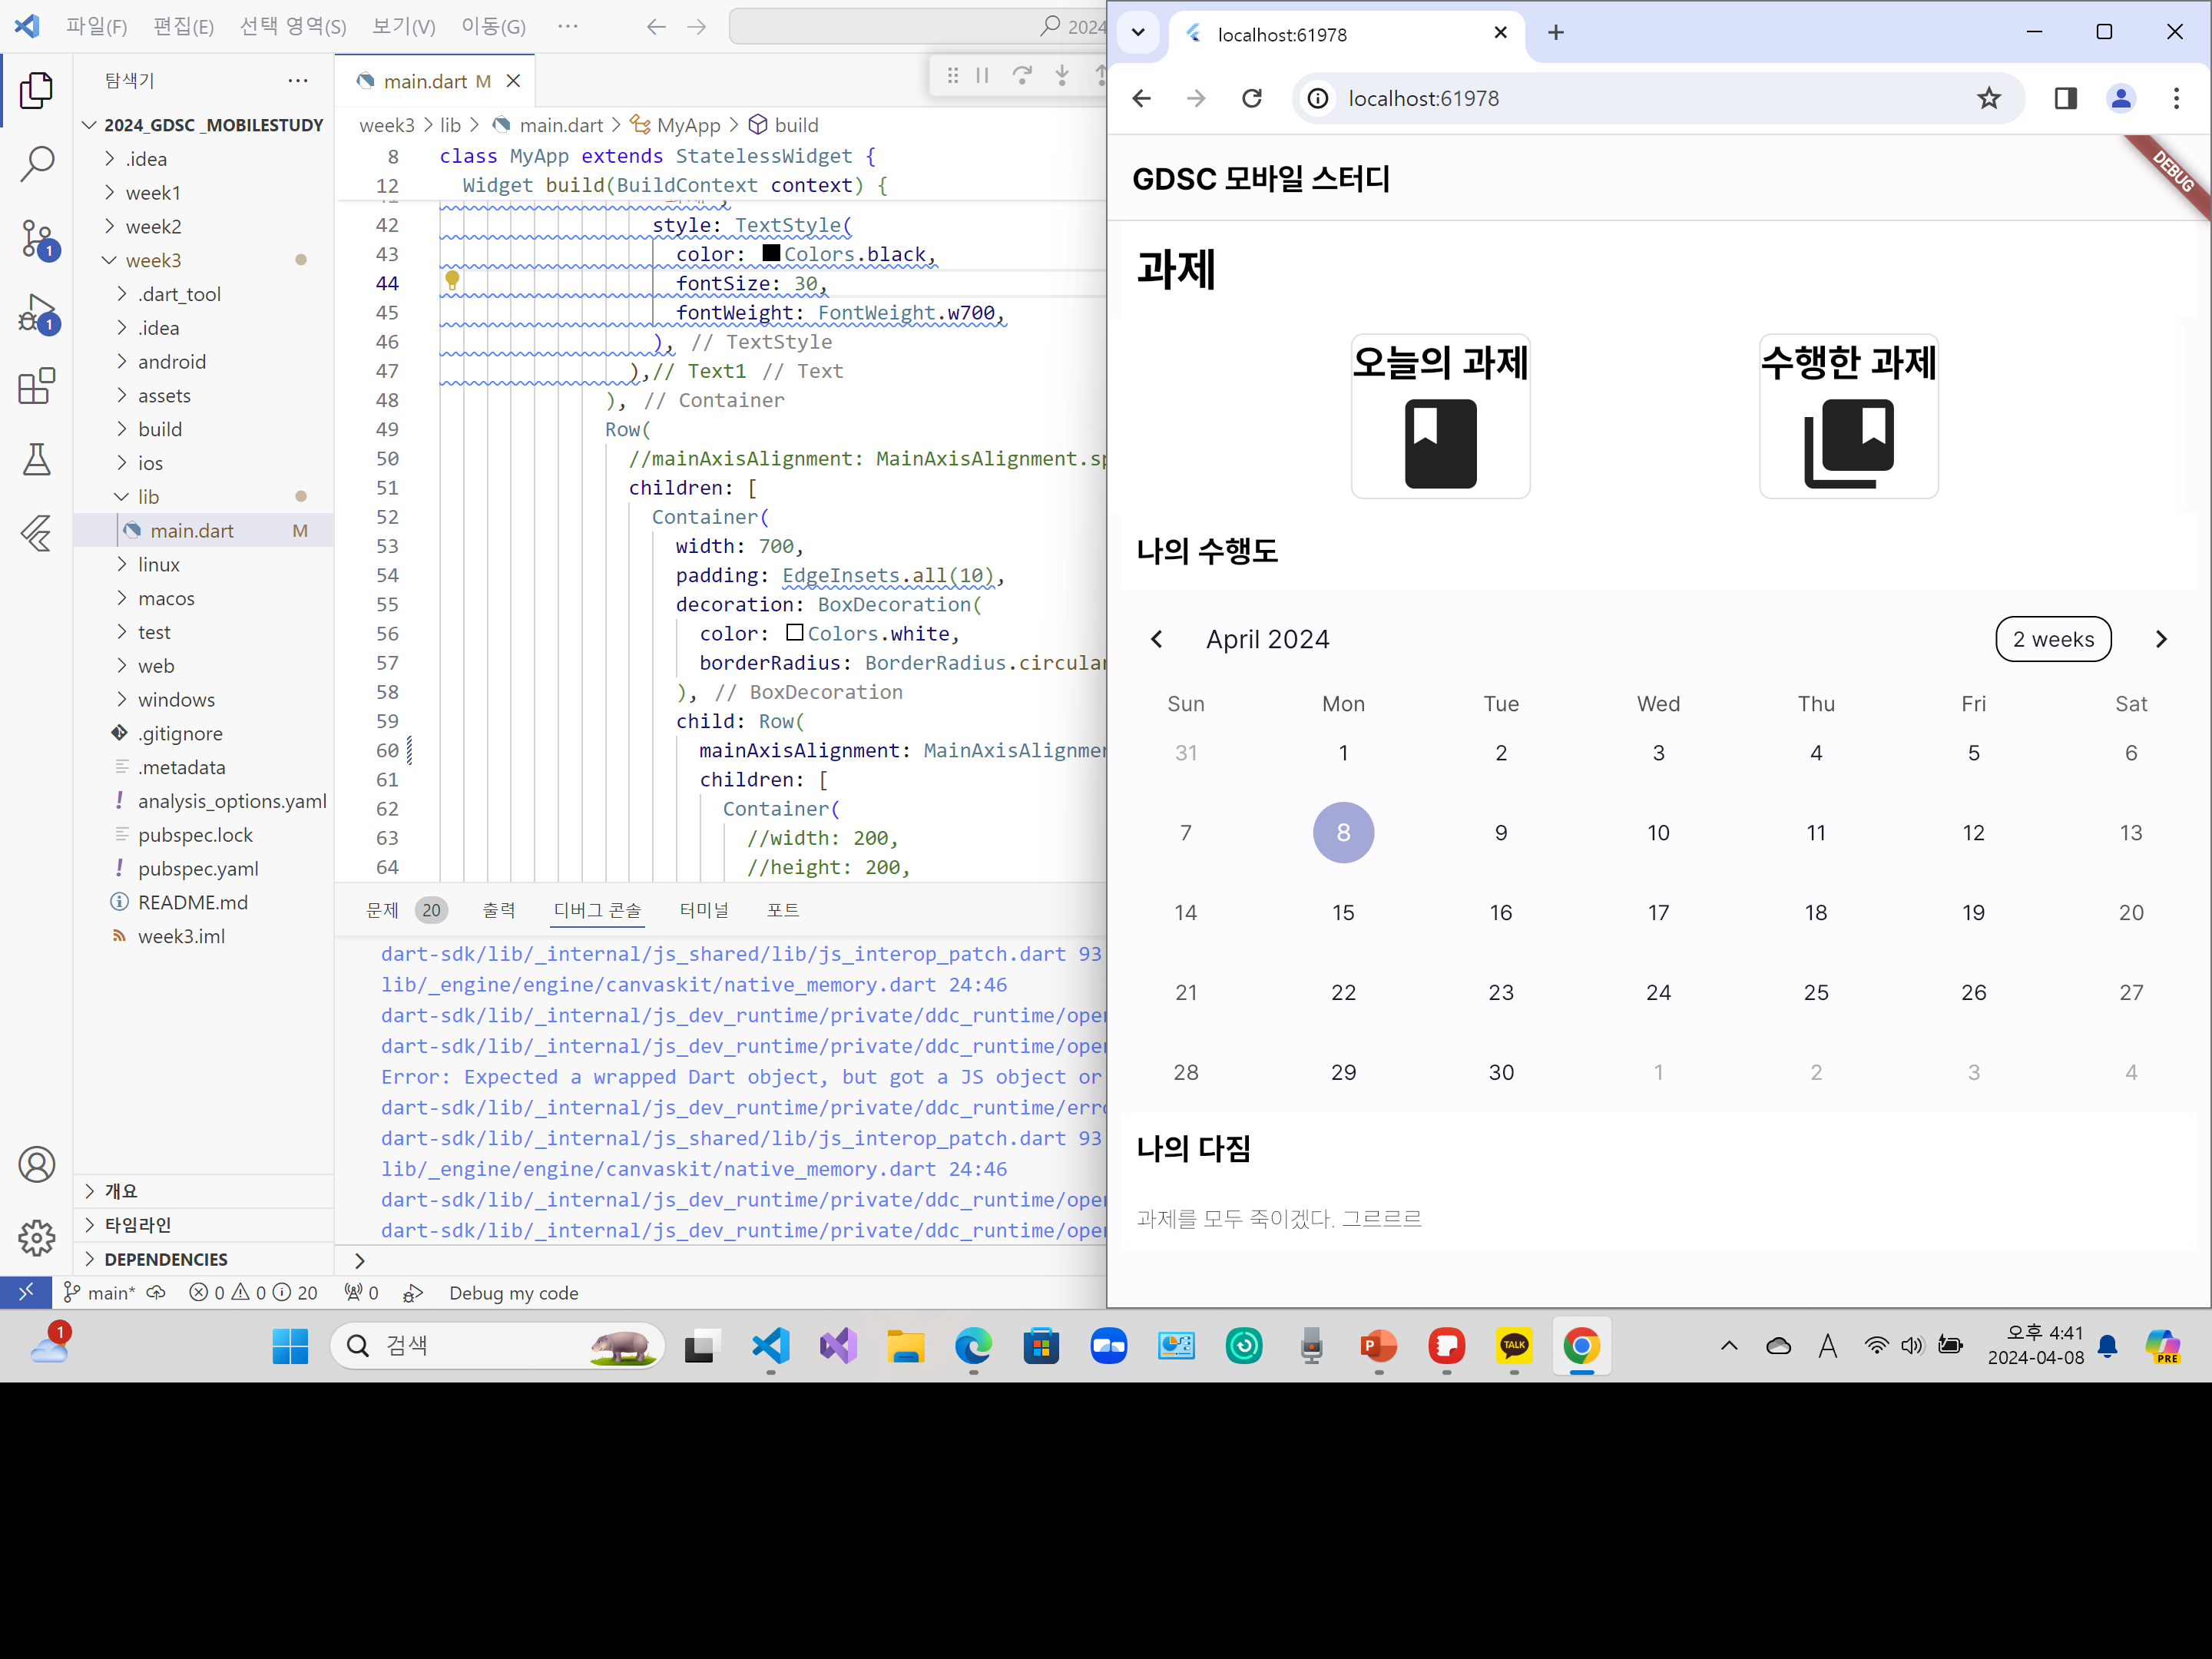 파일(F) 편집(E) 선택 영역(S) 보기(V) 이동(G) ···
2024
탐색기
2024_GDSC _MOBILESTUDY
.idea
week1
week2
week3
.dart_tool
.idea
android
assets
build
ios
lib
main.dart M
linux
macos
test
web
windows
.gitignore
.metadata
analysis_options.yaml
pubspec.lock
pubspec.yaml
README.md
week3.iml
개요
타임라인
DEPENDENCIES
1
1
main.dart M
week3 > lib > main.dart > MyApp > build
8 class MyApp extends StatelessWidget {
12 Widget build(BuildContext context) {
42 style: TextStyle(
43 color: Colors.black,
44 fontSize: 30,
45 fontWeight: FontWeight.w700,
46 ), // TextStyle
47 ),// Text1 // Text
48 ), // Container
49 Row(
50 //mainAxisAlignment: MainAxisAlignment.sp
51 children: [
52 Container(
53 width: 700,
54 padding: EdgeInsets.all(10),
55 decoration: BoxDecoration(
56 color: Colors.white,
57 borderRadius: BorderRadius.circular
58 ), // BoxDecoration
59 child: Row(
60 mainAxisAlignment: MainAxisAlignmen
61 children: [
62 Container(
63 //width: 200,
64 //height: 200,
문제 20 출력 디버그 콘솔 터미널 포트
dart-sdk/lib/_internal/js_shared/lib/js_interop_patch.dart 93
lib/_engine/engine/canvaskit/native_memory.dart 24:46
dart-sdk/lib/_internal/js_dev_runtime/private/ddc_runtime/oper
dart-sdk/lib/_internal/js_dev_runtime/private/ddc_runtime/oper
Error: Expected a wrapped Dart object, but got a JS object or
dart-sdk/lib/_internal/js_dev_runtime/private/ddc_runtime/erro
dart-sdk/lib/_internal/js_shared/lib/js_interop_patch.dart 93
lib/_engine/engine/canvaskit/native_memory.dart 24:46
dart-sdk/lib/_internal/js_dev_runtime/private/ddc_runtime/oper
dart-sdk/lib/_internal/js_dev_runtime/private/ddc_runtime/oper
main* 0 0 20 0 Debug my code
localhost:61978
localhost:61978
DEBUG
GDSC 모바일 스터디
과제
오늘의 과제 수행한 과제
나의 수행도
April 2024 2 weeks
Sun Mon Tue Wed Thu Fri Sat
31 1 2 3 4 5 6
7 8 9 10 11 12 13
14 15 16 17 18 19 20
21 22 23 24 25 26 27
28 29 30 1 2 3 4
나의 다짐
과제를 모두 죽이겠다. 그르르르
1
검색
P
TALK
A
오후 4:41
2024-04-08
PRE